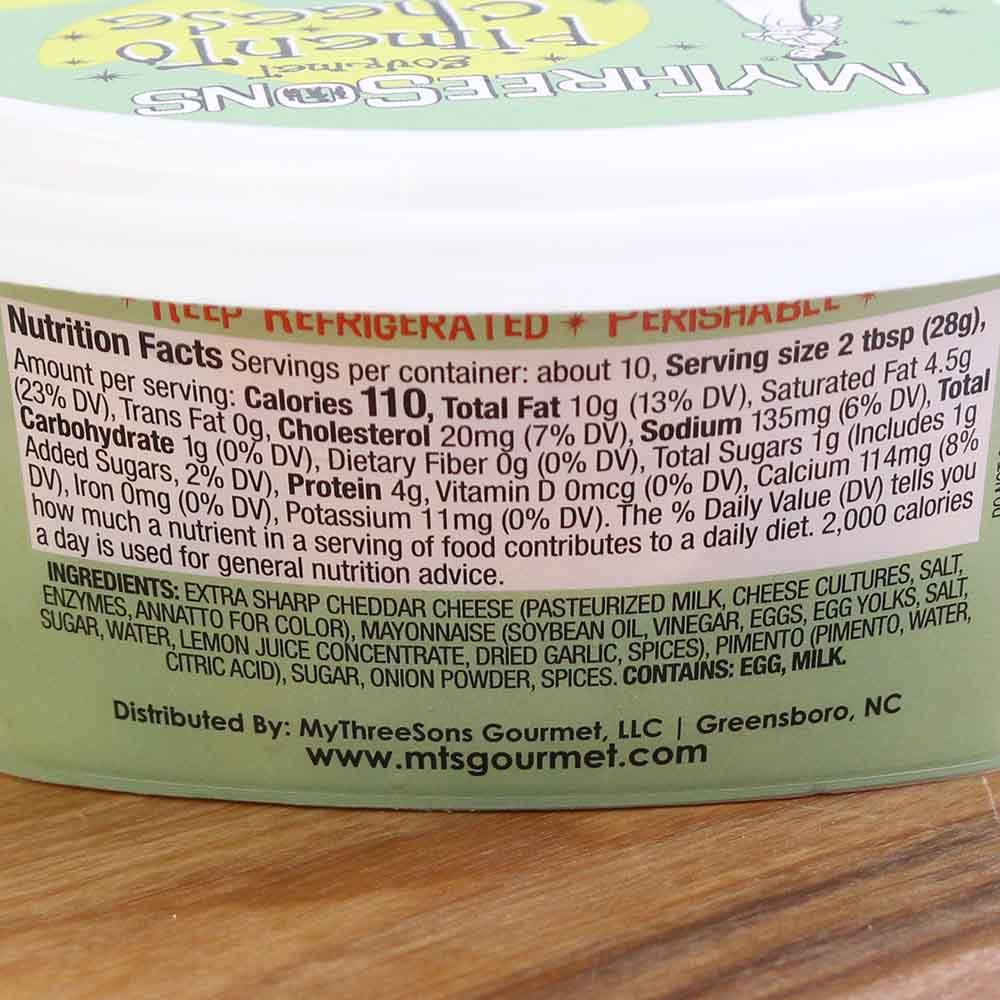 MYTHREESONS
gourmet
Pimento
cheese
KEEP REFRIGERATED * PERISHABLE *
Nutrition Facts Servings per container: about 10, Serving size 2 tbsp (28g),
Amount per serving: Calories 110, Total Fat 10g (13% DV), Saturated Fat 4.5g
(23% DV), Trans Fat 0g, Cholesterol 20mg (7% DV), Sodium 135mg (6% DV), Total
Carbohydrate 1g (0% DV), Dietary Fiber 0g (0% DV), Total Sugars 1g (Includes 1g
Added Sugars, 2% DV), Protein 4g, Vitamin D 0mcg (0% DV), Calcium 114mg (8%
DV), Iron 0mg (0% DV), Potassium 11mg (0% DV). The % Daily Value (DV) tells you
how much a nutrient in a serving of food contributes to a daily diet. 2,000 calories
a day is used for general nutrition advice.
INGREDIENTS: EXTRA SHARP CHEDDAR CHEESE (PASTEURIZED MILK, CHEESE CULTURES, SALT,
ENZYMES, ANNATTO FOR COLOR), MAYONNAISE (SOYBEAN OIL, VINEGAR, EGGS, EGG YOLKS, SALT,
SUGAR, WATER, LEMON JUICE CONCENTRATE, DRIED GARLIC, SPICES), PIMENTO (PIMENTO, WATER,
CITRIC ACID), SUGAR, ONION POWDER, SPICES. CONTAINS: EGG, MILK.
Distributed By: MyThreeSons Gourmet, LLC | Greensboro, NC
www.mtsgourmet.com